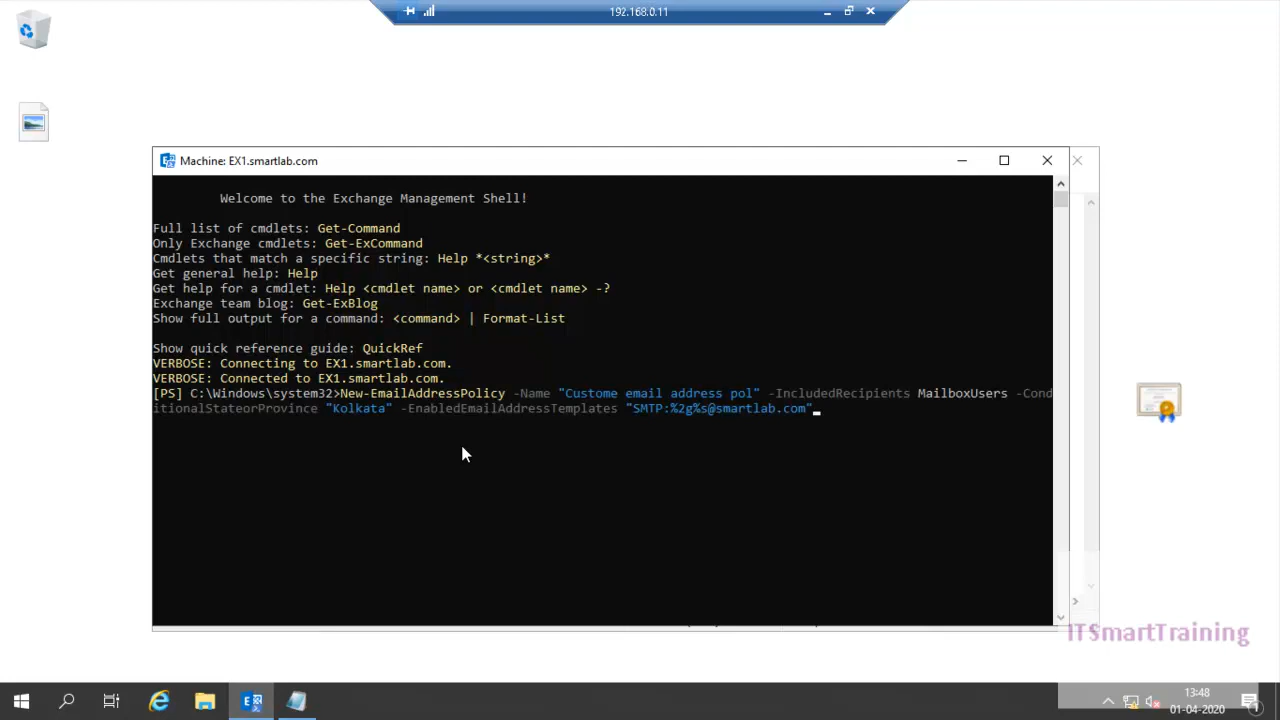 192.168.0.11
Machine: EX1.smartlab.com
Welcome to the Exchange Management Shell!
Full list of cmdlets: Get-Command
Only Exchange cmdlets: Get-ExCommand
Cmdlets that match a specific string: Help *<string>*
Get general help: Help
Get help for a cmdlet: Help <cmdlet name> or <cmdlet name> -?
Exchange team blog: Get-ExBlog
Show full output for a command: <command> | Format-List
Show quick reference guide: QuickRef
VERBOSE: Connecting to EX1.smartlab.com.
VERBOSE: Connected to EX1.smartlab.com.
[PS] C:\Windows\system32>New-EmailAddressPolicy -Name "Custome email address pol" -IncludedRecipients MailboxUsers -Cond
itionalStateorProvince "Kolkata" -EnabledEmailAddressTemplates "SMTP:%2g%s@smartlab.com"
ITSmartTraining
13:48
01-04-2020
1